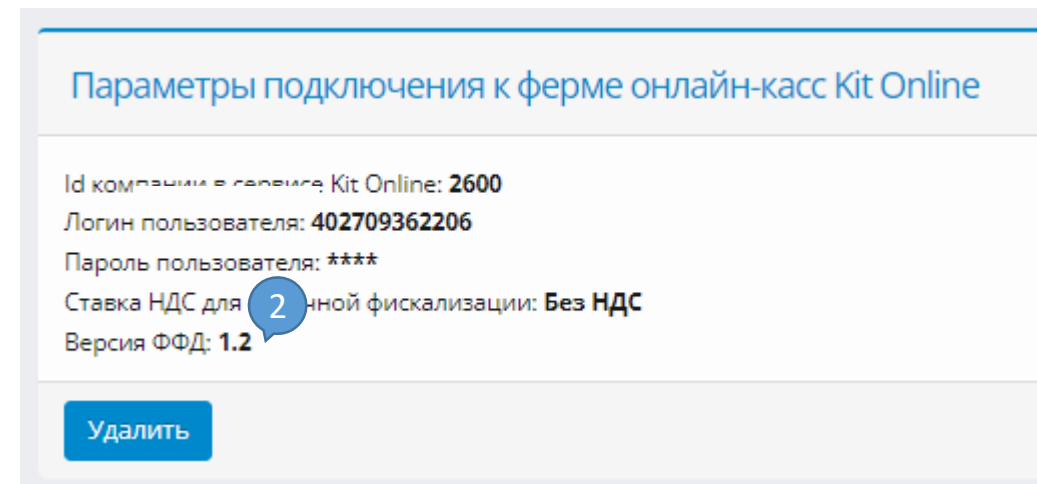 Параметры подключения к ферме онлайн-касс Kit Online
Id компании в сервисе Kit Online: 2600
Логин пользователя: 402709362206
Пароль пользователя: ****
Ставка НДС для 2 чной фискализации: Без НДС
Версия ФФД: 1.2
Удалить